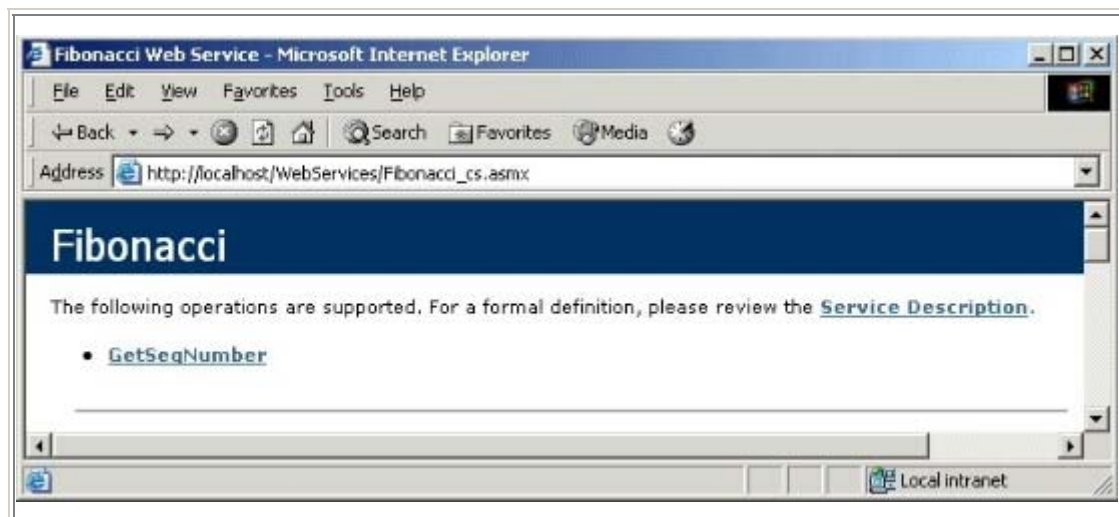 Fibonacci Web Service - Microsoft Internet Explorer
File Edit View Favorites Tools Help
Back Search Favorites Media
Address http://localhost/WebServices/Fibonacci_cs.asmx
Fibonacci
The following operations are supported. For a formal definition, please review the Service Description.
GetSeqNumber
Local intranet